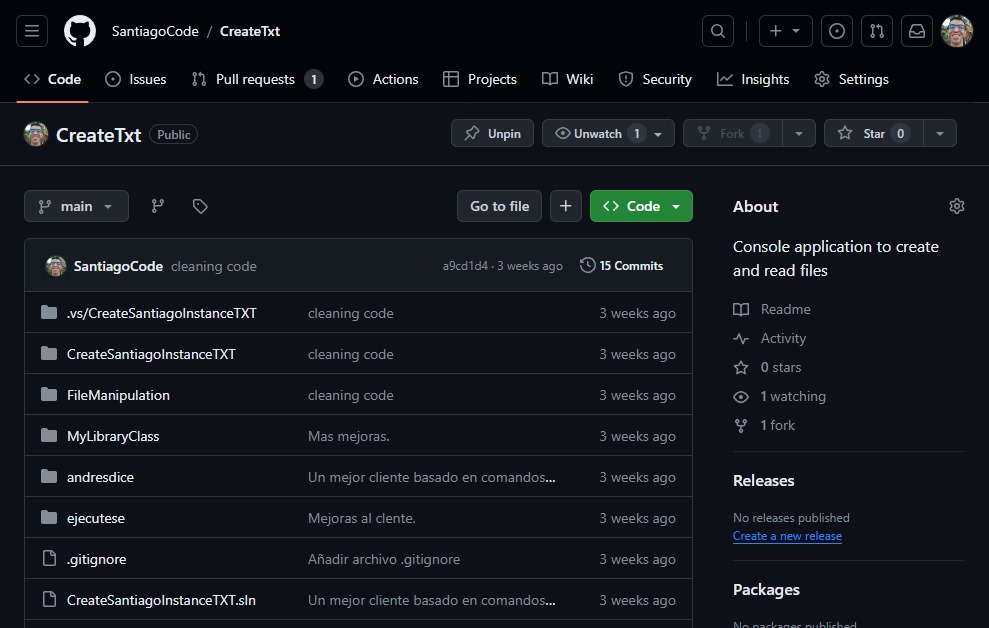 SantiagoCode / CreateTxt
Code Issues Pull requests 1 Actions Projects Wiki Security Insights Settings
CreateTxt Public Unpin Unwatch 1 Fork 1 Star 0
main Go to file Code
SantiagoCode cleaning code a9cd1d4 · 3 weeks ago 15 Commits
.vs/CreateSantiagoInstanceTXT cleaning code 3 weeks ago
CreateSantiagoInstanceTXT cleaning code 3 weeks ago
FileManipulation cleaning code 3 weeks ago
MyLibraryClass Mas mejoras. 3 weeks ago
andresdice Un mejor cliente basado en comandos... 3 weeks ago
ejecutese Mejoras al clente. 3 weeks ago
.gitignore Añadir archivo .gitignore 3 weeks ago
CreateSantiagoInstanceTXT.sln Un mejor cliente basado en comandos... 3 weeks ago
About
Console application to create
and read files
Readme
Activity
0 stars
1 watching
1 fork
Releases
No releases published
Create a new release
Packages
No packages published